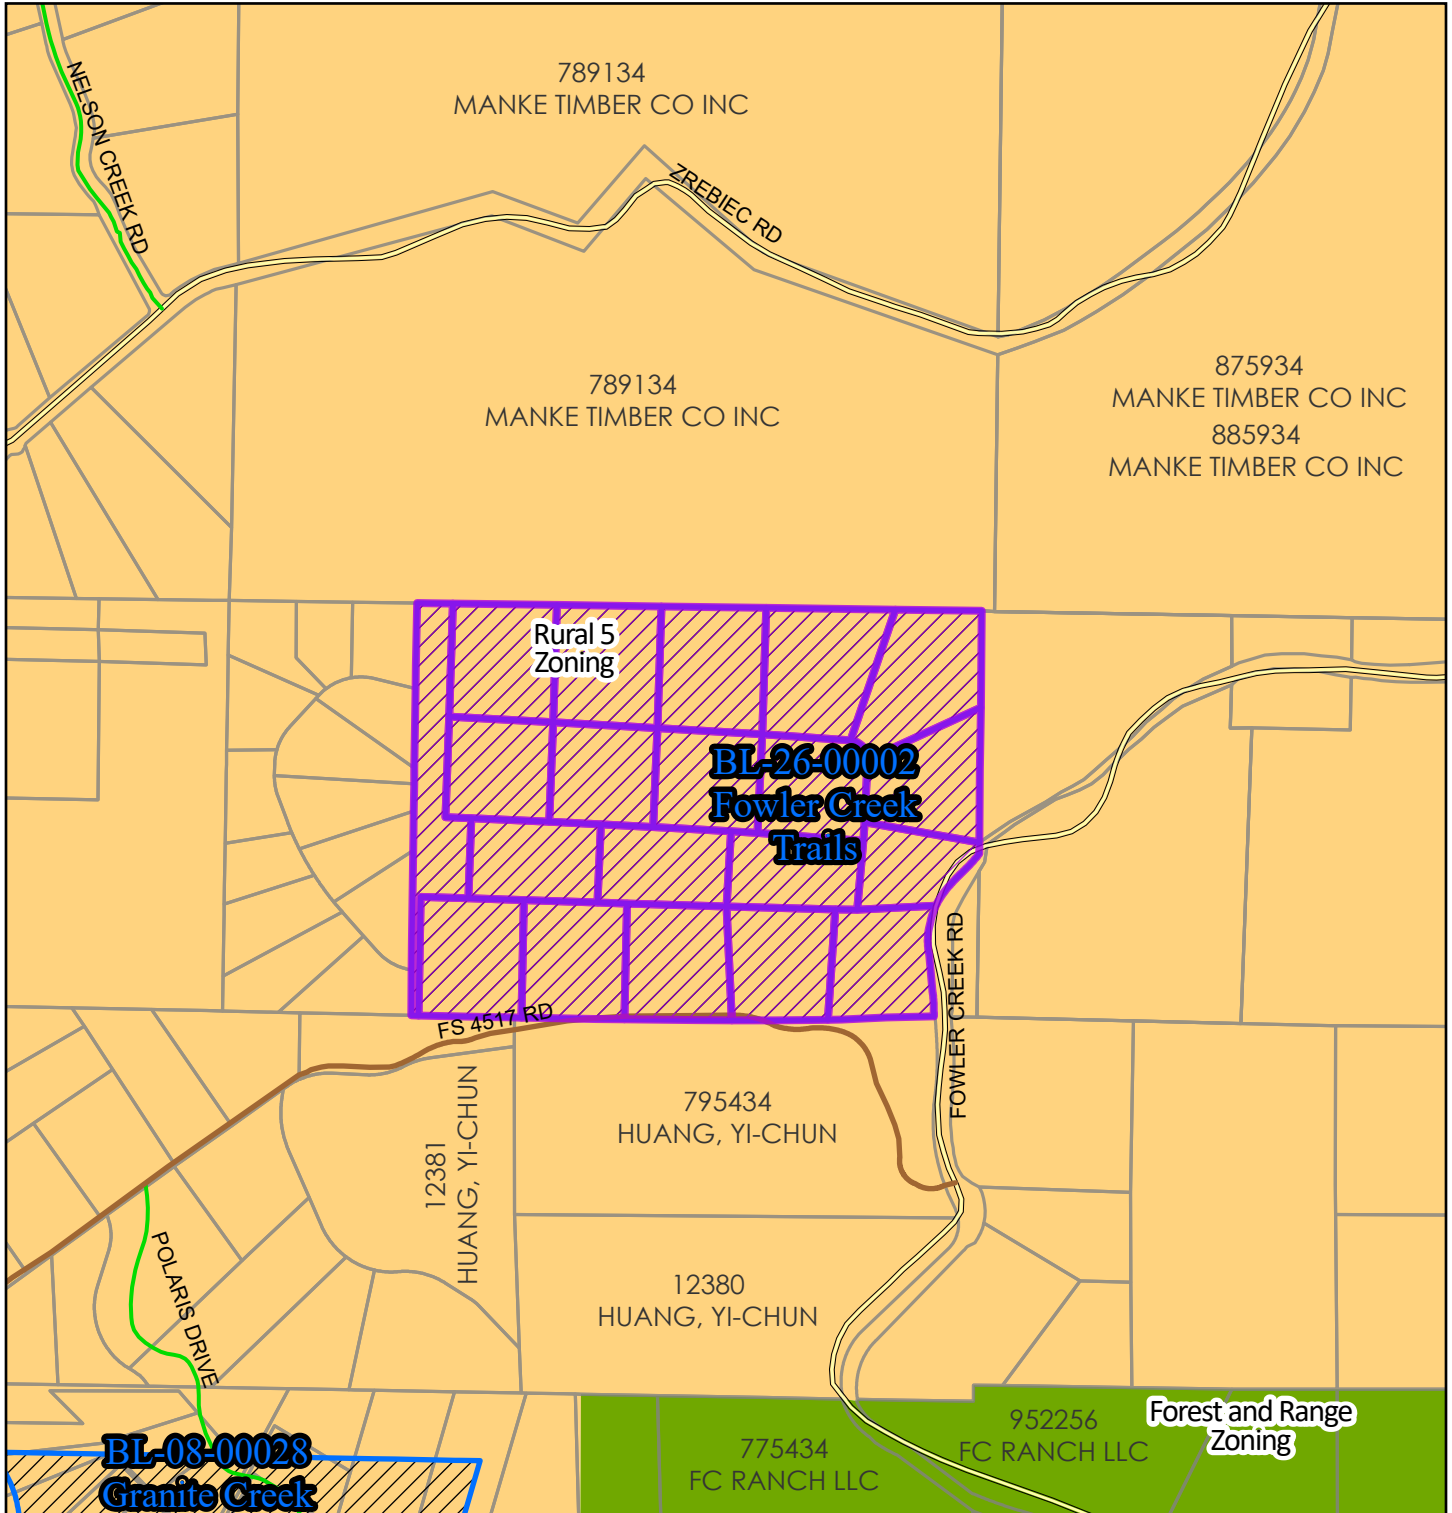 789134
MANKE TIMBER CO INC
NELSON CREEK RD
ZREBIEC RD
789134
MANKE TIMBER CO INC
875934
MANKE TIMBER CO INC
885934
MANKE TIMBER CO INC
Rural 5
Zoning
BL-26-00002
Fowler Creek
Trails
FOWLER CREEK RD
FS 4517 RD
12381
HUANG, YI-CHUN
795434
HUANG, YI-CHUN
12380
HUANG, YI-CHUN
POLARIS DRIVE
BL-08-00028
Granite Creek
775434
FC RANCH LLC
952256
FC RANCH LLC
Forest and Range
Zoning